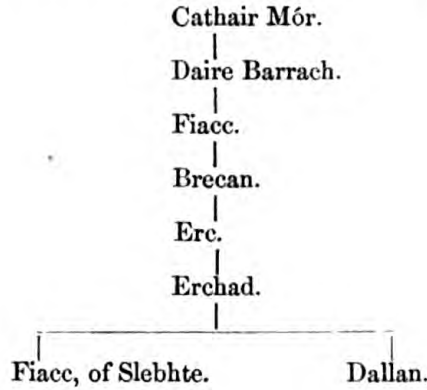 Cathair Mór.
Daire Barrach.
Fiacc.
Brecan.
Erc.
Erchad.
Fiacc, of Slebhte. Dallan.